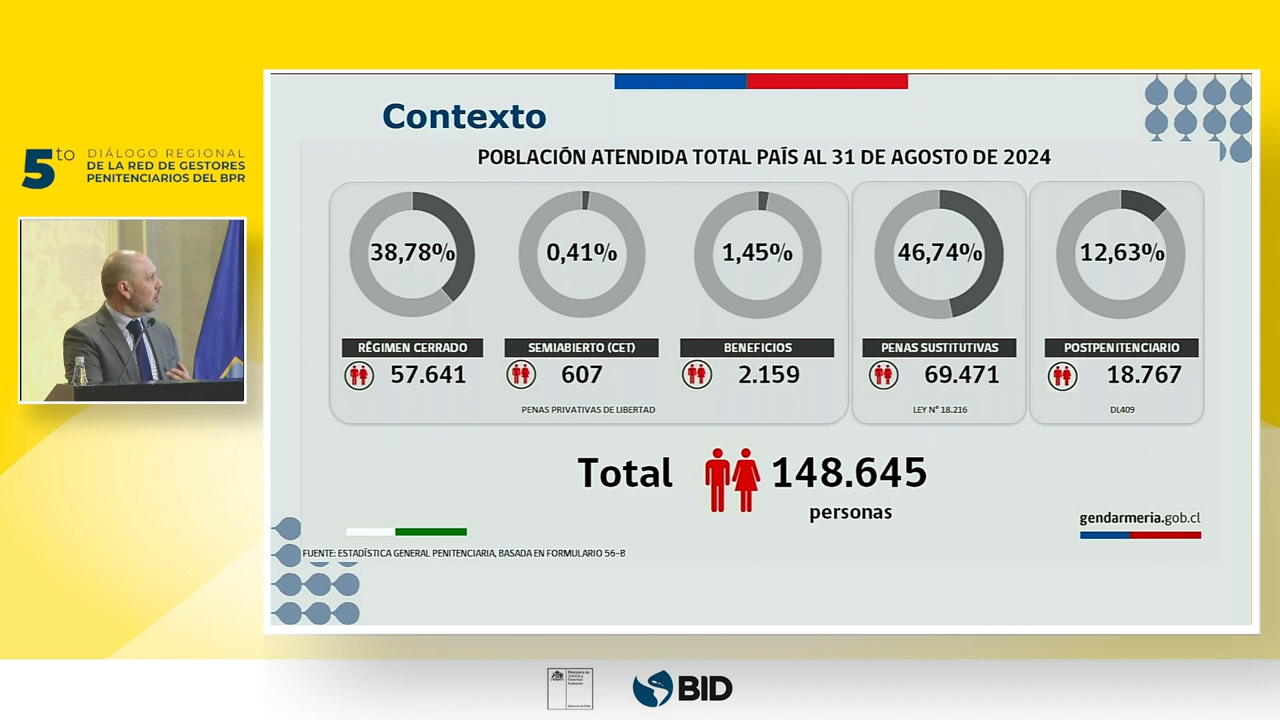 5to
DIÁLOGO REGIONAL
DE LA RED DE GESTORES
PENITENCIARIOS DEL BPR
Contexto
POBLACIÓN ATENDIDA TOTAL PAÍS AL 31 DE AGOSTO DE 2024
38,78% 0,41% 1,45% 46,74% 12,63%
RÉGIMEN CERRADO SEMIABIERTO (CET) BENEFICIOS PENAS SUSTITUTIVAS POSTPENITENCIARIO
57.641 607 2.159 69.471 18.767
PENAS PRIVATIVAS DE LIBERTAD LEY N° 18.216 DL409
Total 148.645
personas
gendarmeria.gob.cl
FUENTE: ESTADÍSTICA GENERAL PENITENCIARIA, BASADA EN FORMULARIO 56-B
BID